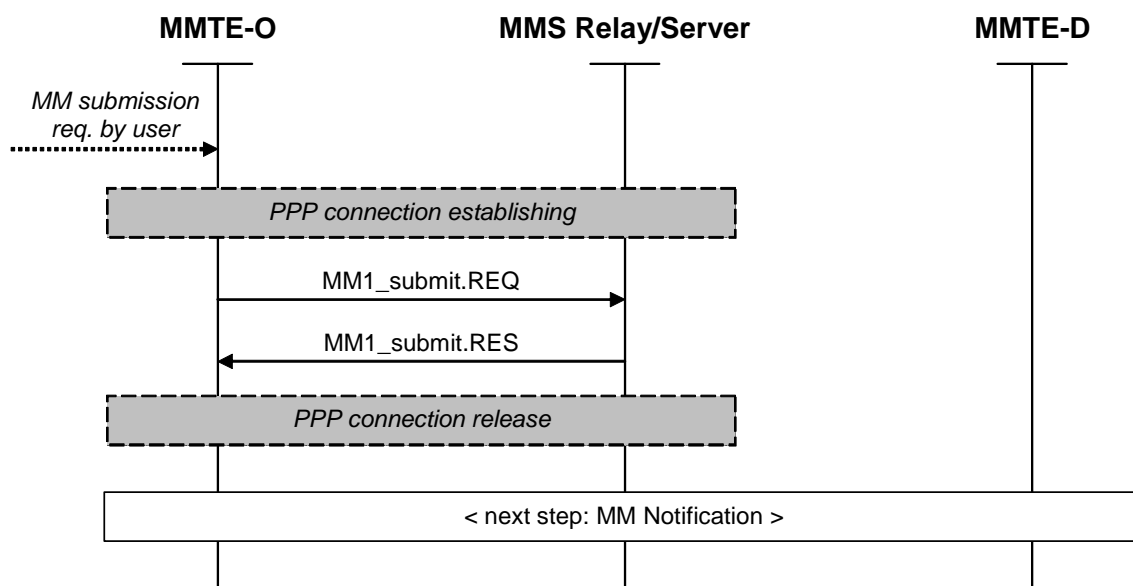 MMTE-O MMS Relay/Server MMTE-D
MM submission
req. by user
PPP connection establishing
MM1_submit.REQ
MM1_submit.RES
PPP connection release
< next step: MM Notification >